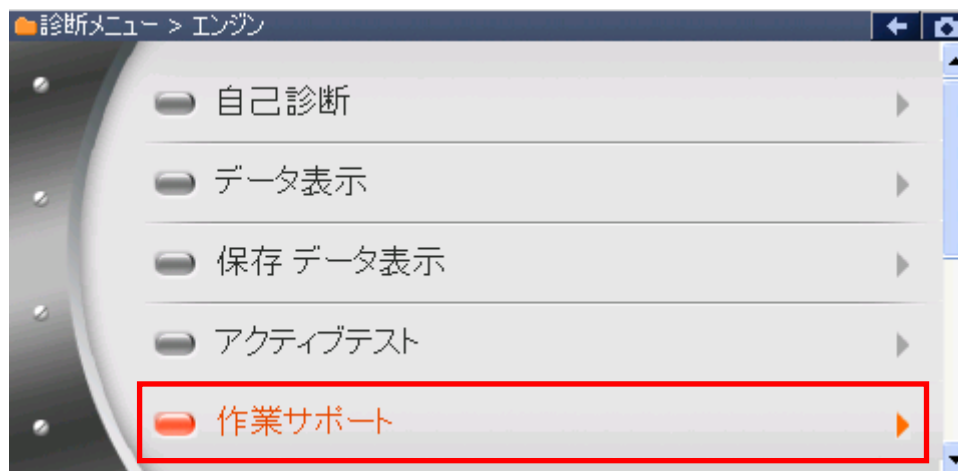 診断メニュー > エンジン
自己診断
データ表示
保存 データ表示
アクティブテスト
作業サポート